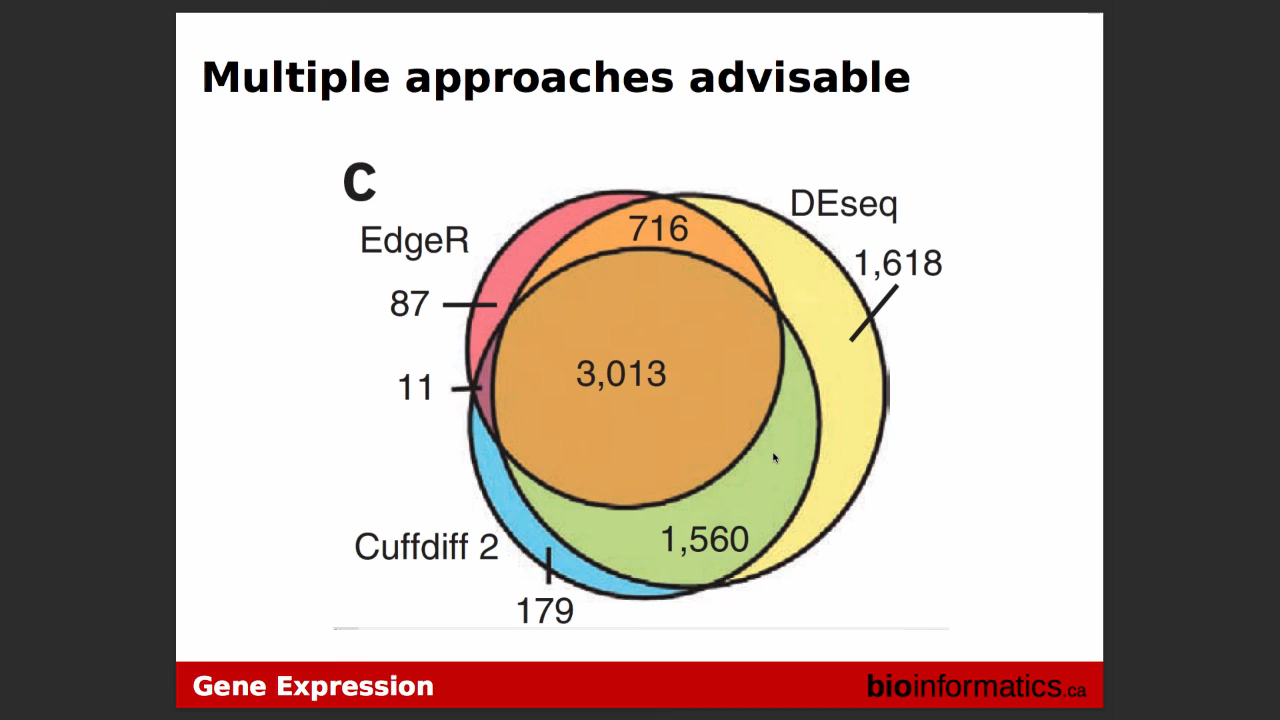 Multiple approaches advisable
C
DEseq
716
EdgeR
1,618
87
3,013
11
1,560
Cuffdiff 2
179
Gene Expression
bioinformatics.ca